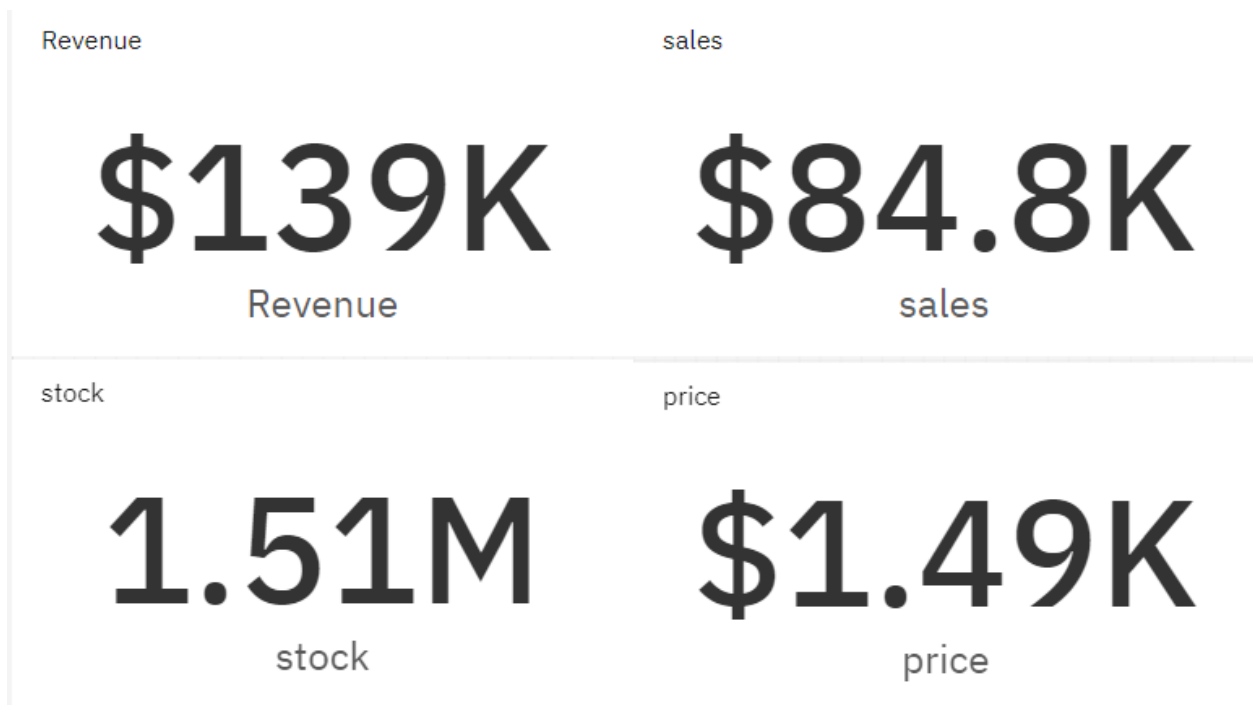 Revenue
$139K
Revenue
sales
$84.8K
sales
stock
1.51M
stock
price
$1.49K
price